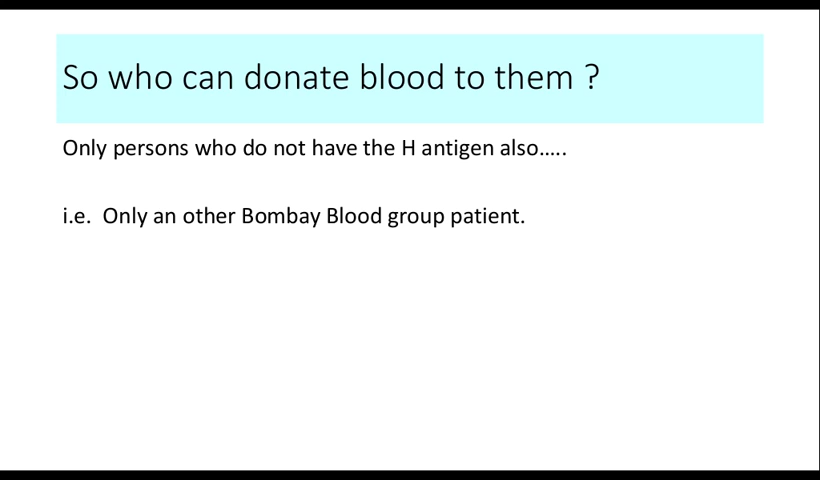 So who can donate blood to them ?
Only persons who do not have the H antigen also.....
i.e.  Only an other Bombay Blood group patient.